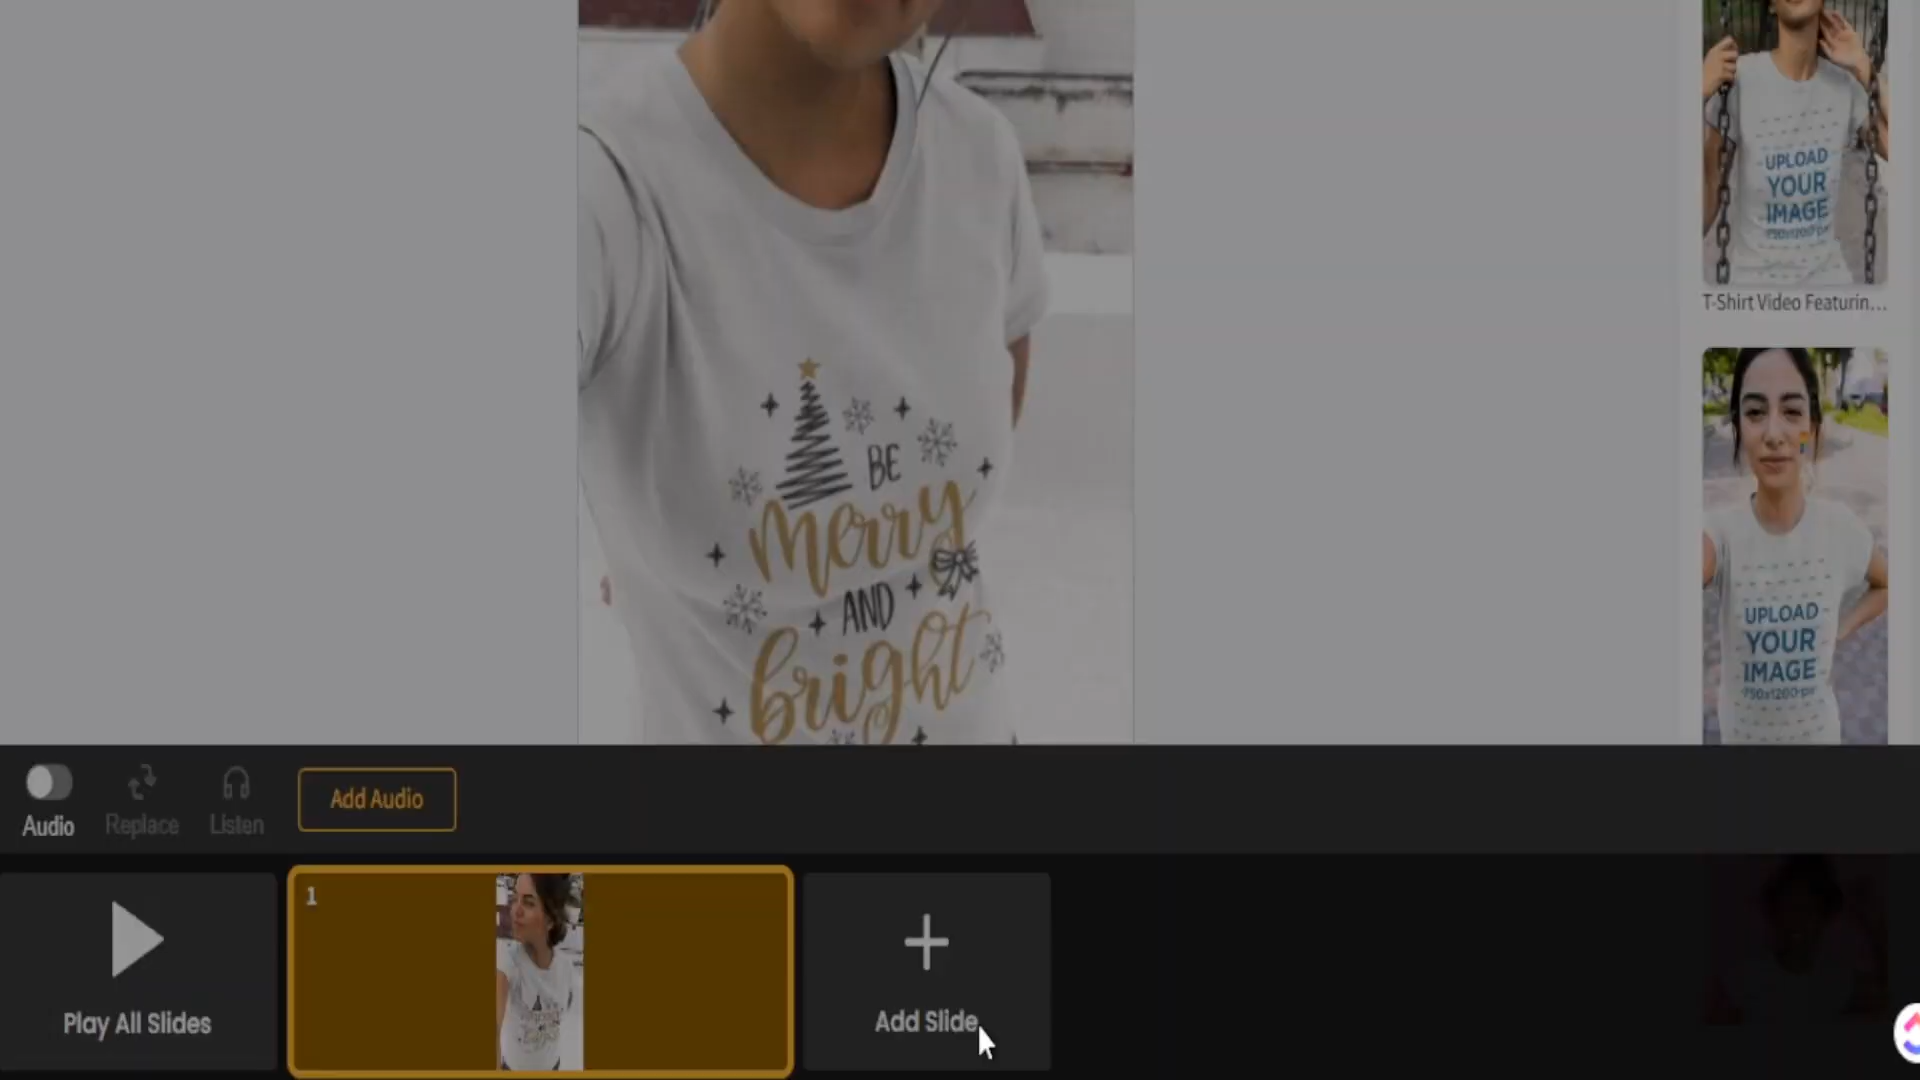 BE
merry
AND
bright
UPLOAD
YOUR
IMAGE
T-Shirt Video Featurin...
UPLOAD
YOUR
IMAGE
Audio
Replace
Listen
Add Audio
1
Play All Slides
Add Slide